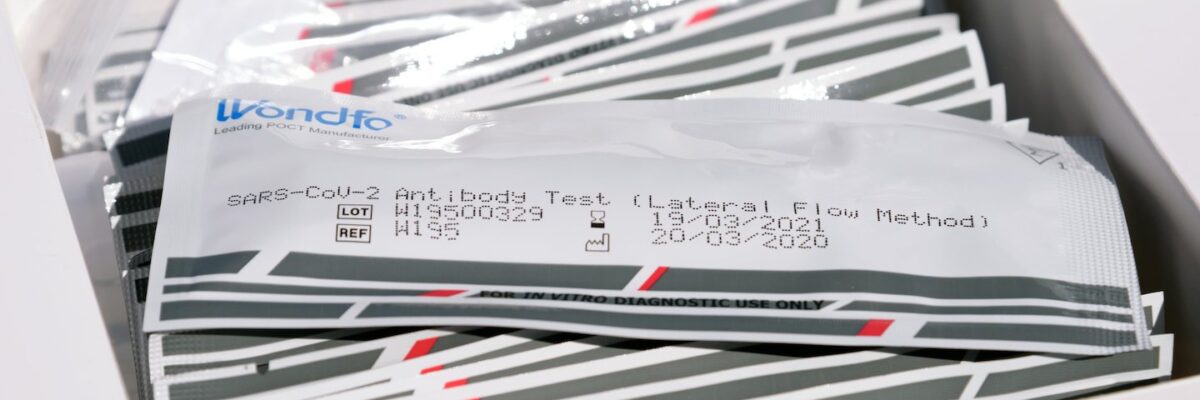 Wondfo®
Leading POCT Manufacturer
SARS-CoV-2 Antibody Test (Lateral Flow Method)
LOT W19500329 19/03/2021
REF W195 20/03/2020
FOR IN VITRO DIAGNOSTIC USE ONLY